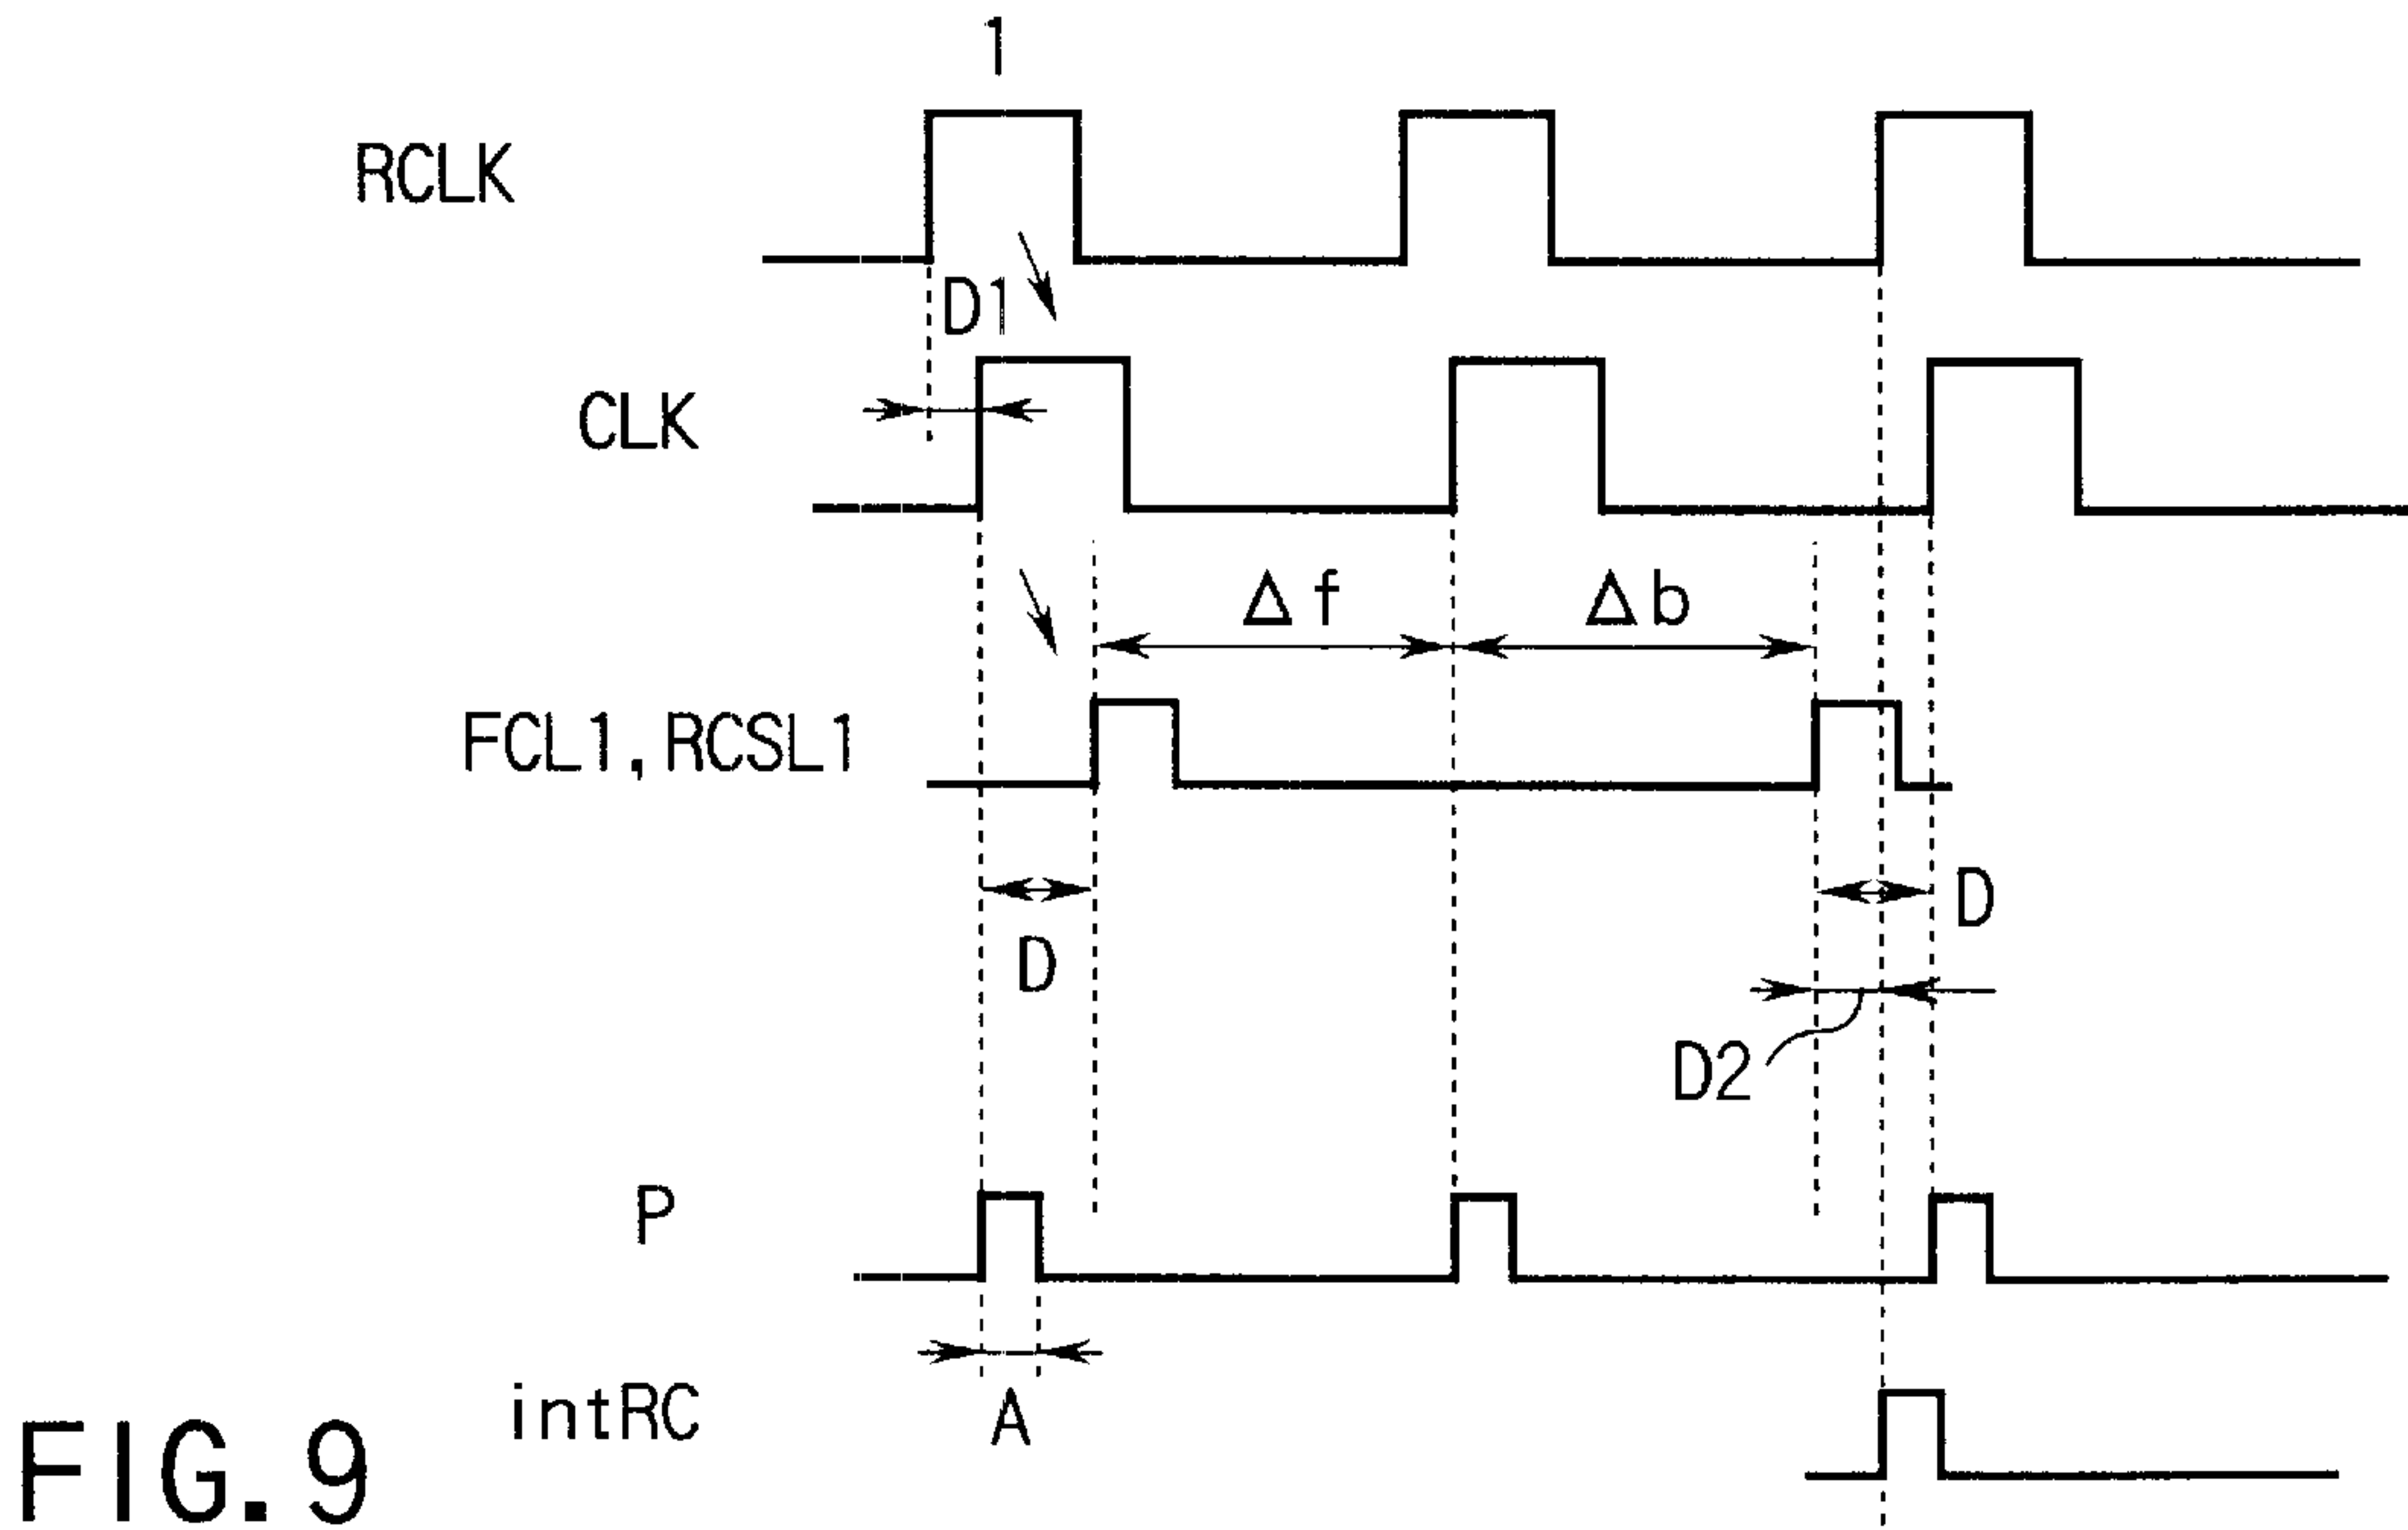 1
RCLK
D1
CLK
Δf
Δb
FCL1, RCSL1
D
D
D2
P
A
intRC
FIG. 9